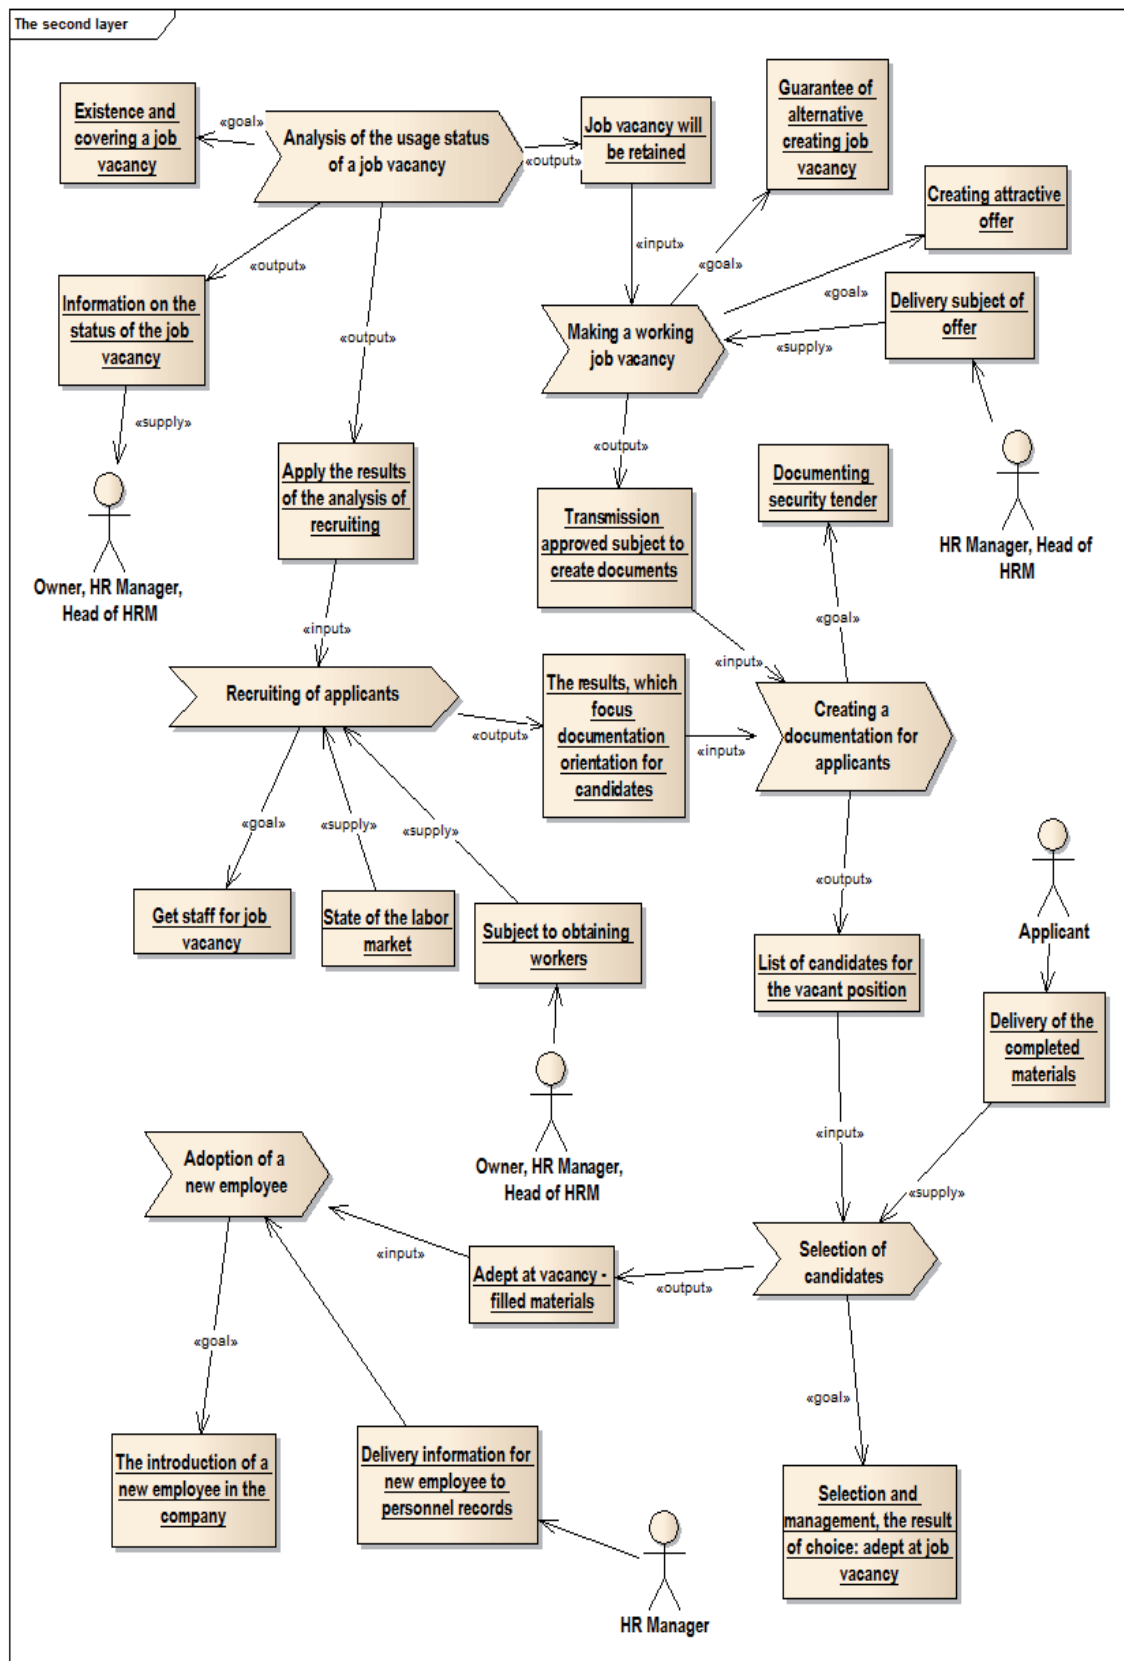 The second layer
Existence and
covering a job
vacancy
«goal»
Analysis of the usage status
of a job vacancy
«output»
Job vacancy will
be retained
Guarantee of
alternative
creating job
vacancy
Creating attractive
offer
«input»
«goal»
«goal»
«output»
Information on the
status of the job
vacancy
«output»
Making a working
job vacancy
«supply»
Delivery subject of
offer
«supply»
«output»
Apply the results
of the analysis of
recruiting
Transmission
approved subject to
create documents
Documenting
security tender
HR Manager, Head of
HRM
Owner, HR Manager,
Head of HRM
«input»
«goal»
«input»
Recruiting of applicants
«output»
The results, which
focus
documentation
orientation for
candidates
«input»
Creating a
documentation for
applicants
«goal»
«supply»
«supply»
«output»
Get staff for job
vacancy
State of the labor
market
Subject to obtaining
workers
Applicant
List of candidates for
the vacant position
Delivery of the
completed
materials
«input»
Owner, HR Manager,
Head of HRM
Adoption of a
new employee
«supply»
«input»
Adept at vacancy -
filled materials
«output»
Selection of
candidates
«goal»
«goal»
The introduction of a
new employee in the
company
Delivery information for
new employee to
personnel records
Selection and
management, the result
of choice: adept at job
vacancy
HR Manager